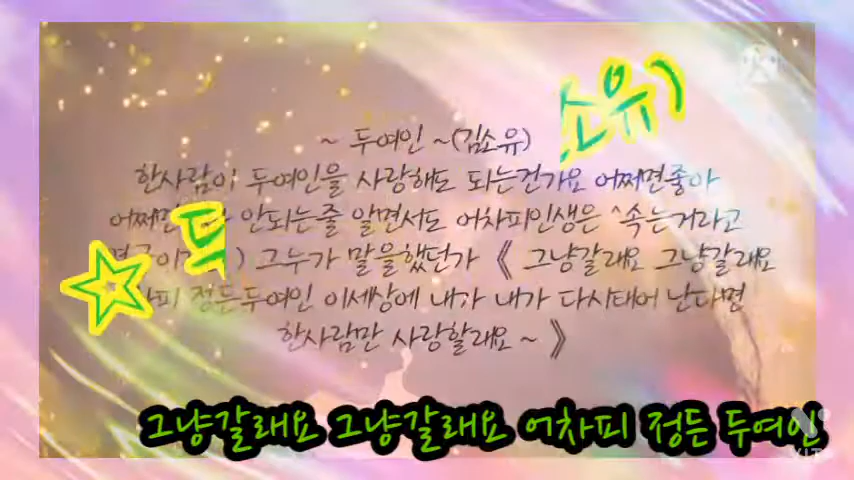 ~ 두여인 ~(김소유)
소유)
한사람이 두여인을 사랑해도 되는건가요 어쩌면좋아
어쩌면 안되는줄 알면서도 어차피인생은 ^속는거라고
두
) 그누가 말을했던가 《 그냥갈래요 그냥갈래요
정든두여인 이세상에 내가 내가 다시태어 난다면
한사람만 사랑할래요 ~ 》
그냥갈래요 그냥갈래요 어차피 정든 두여인